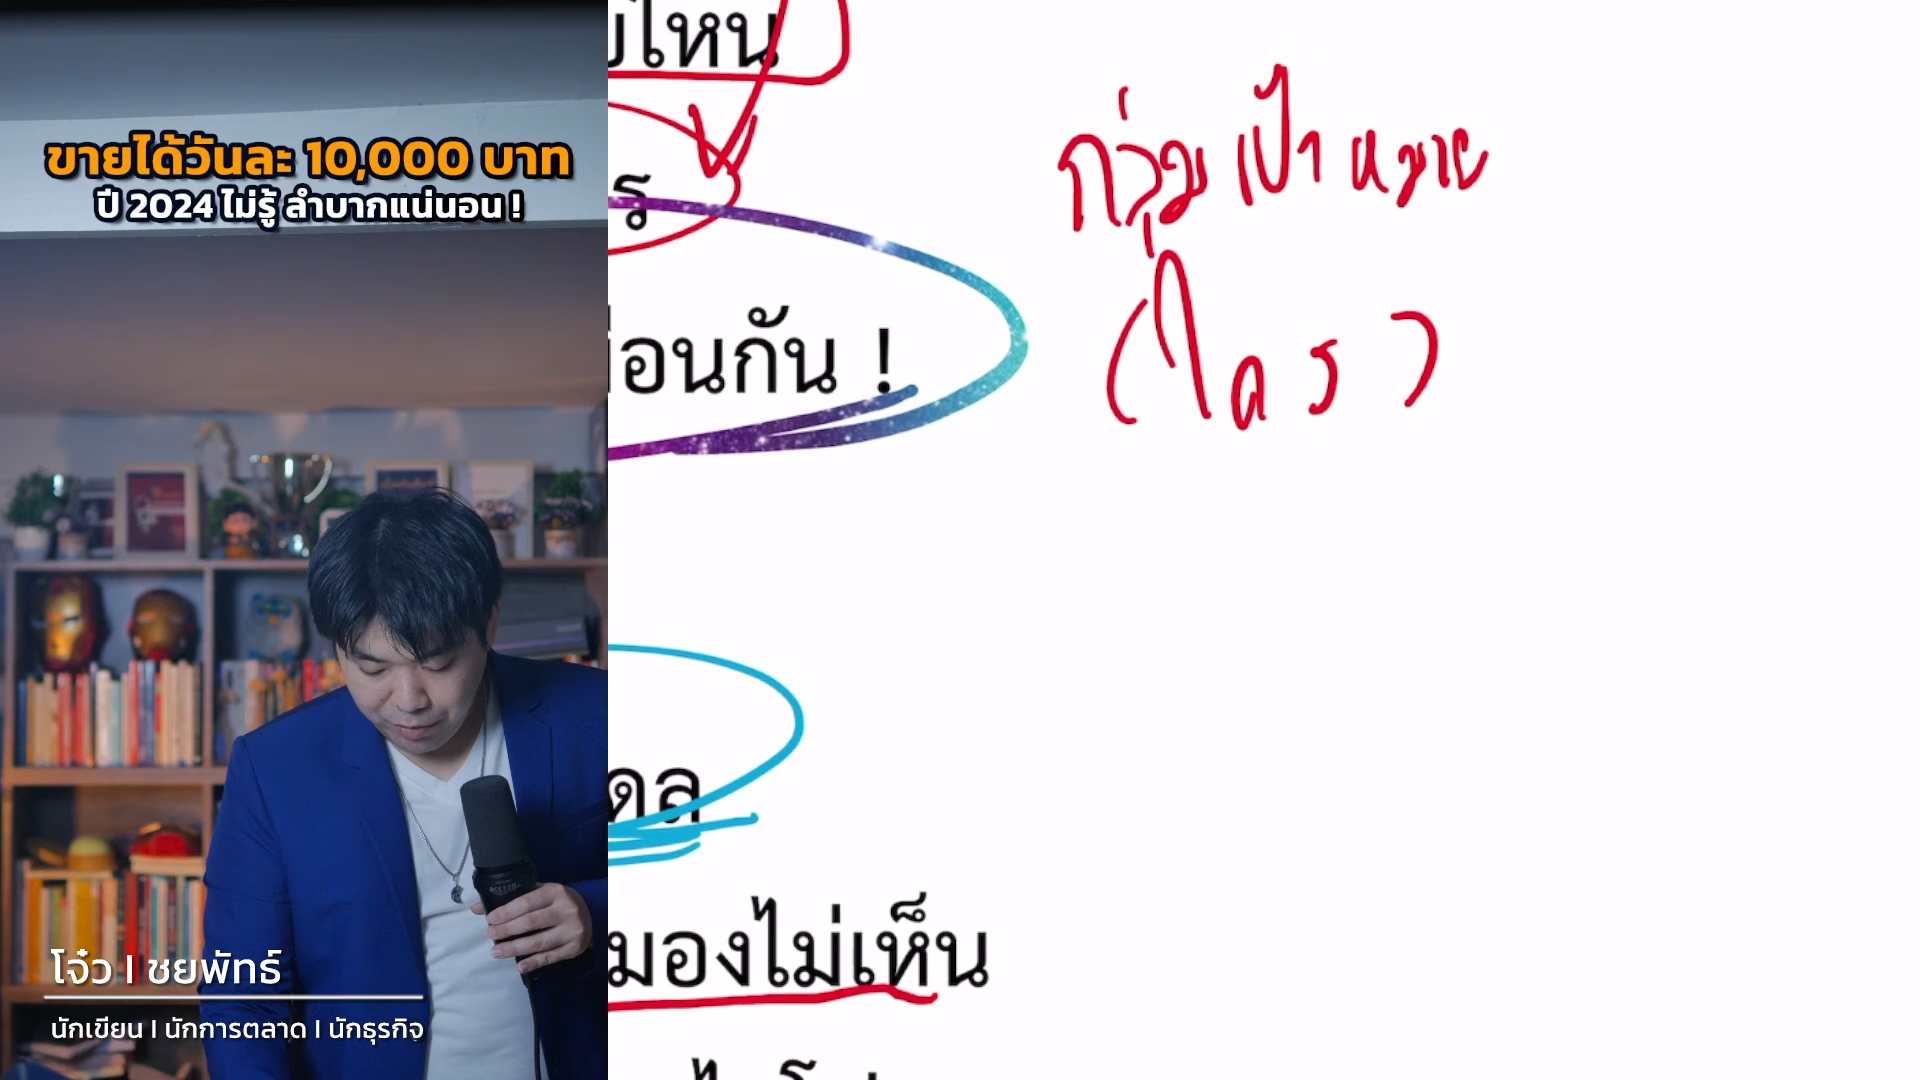 ขายได้วันละ 10,000 บาท
ปี 2024 ไม่รู้ ลำบากแน่นอน !
โจ๋ว I ชยพัทธ์
นักเขียน I นักการตลาด I นักธุรกิจ
ไหน
ร
่อนกัน !
ดล
มองไม่เห็น
กลุ่มเป้าหมาย
(ใคร)